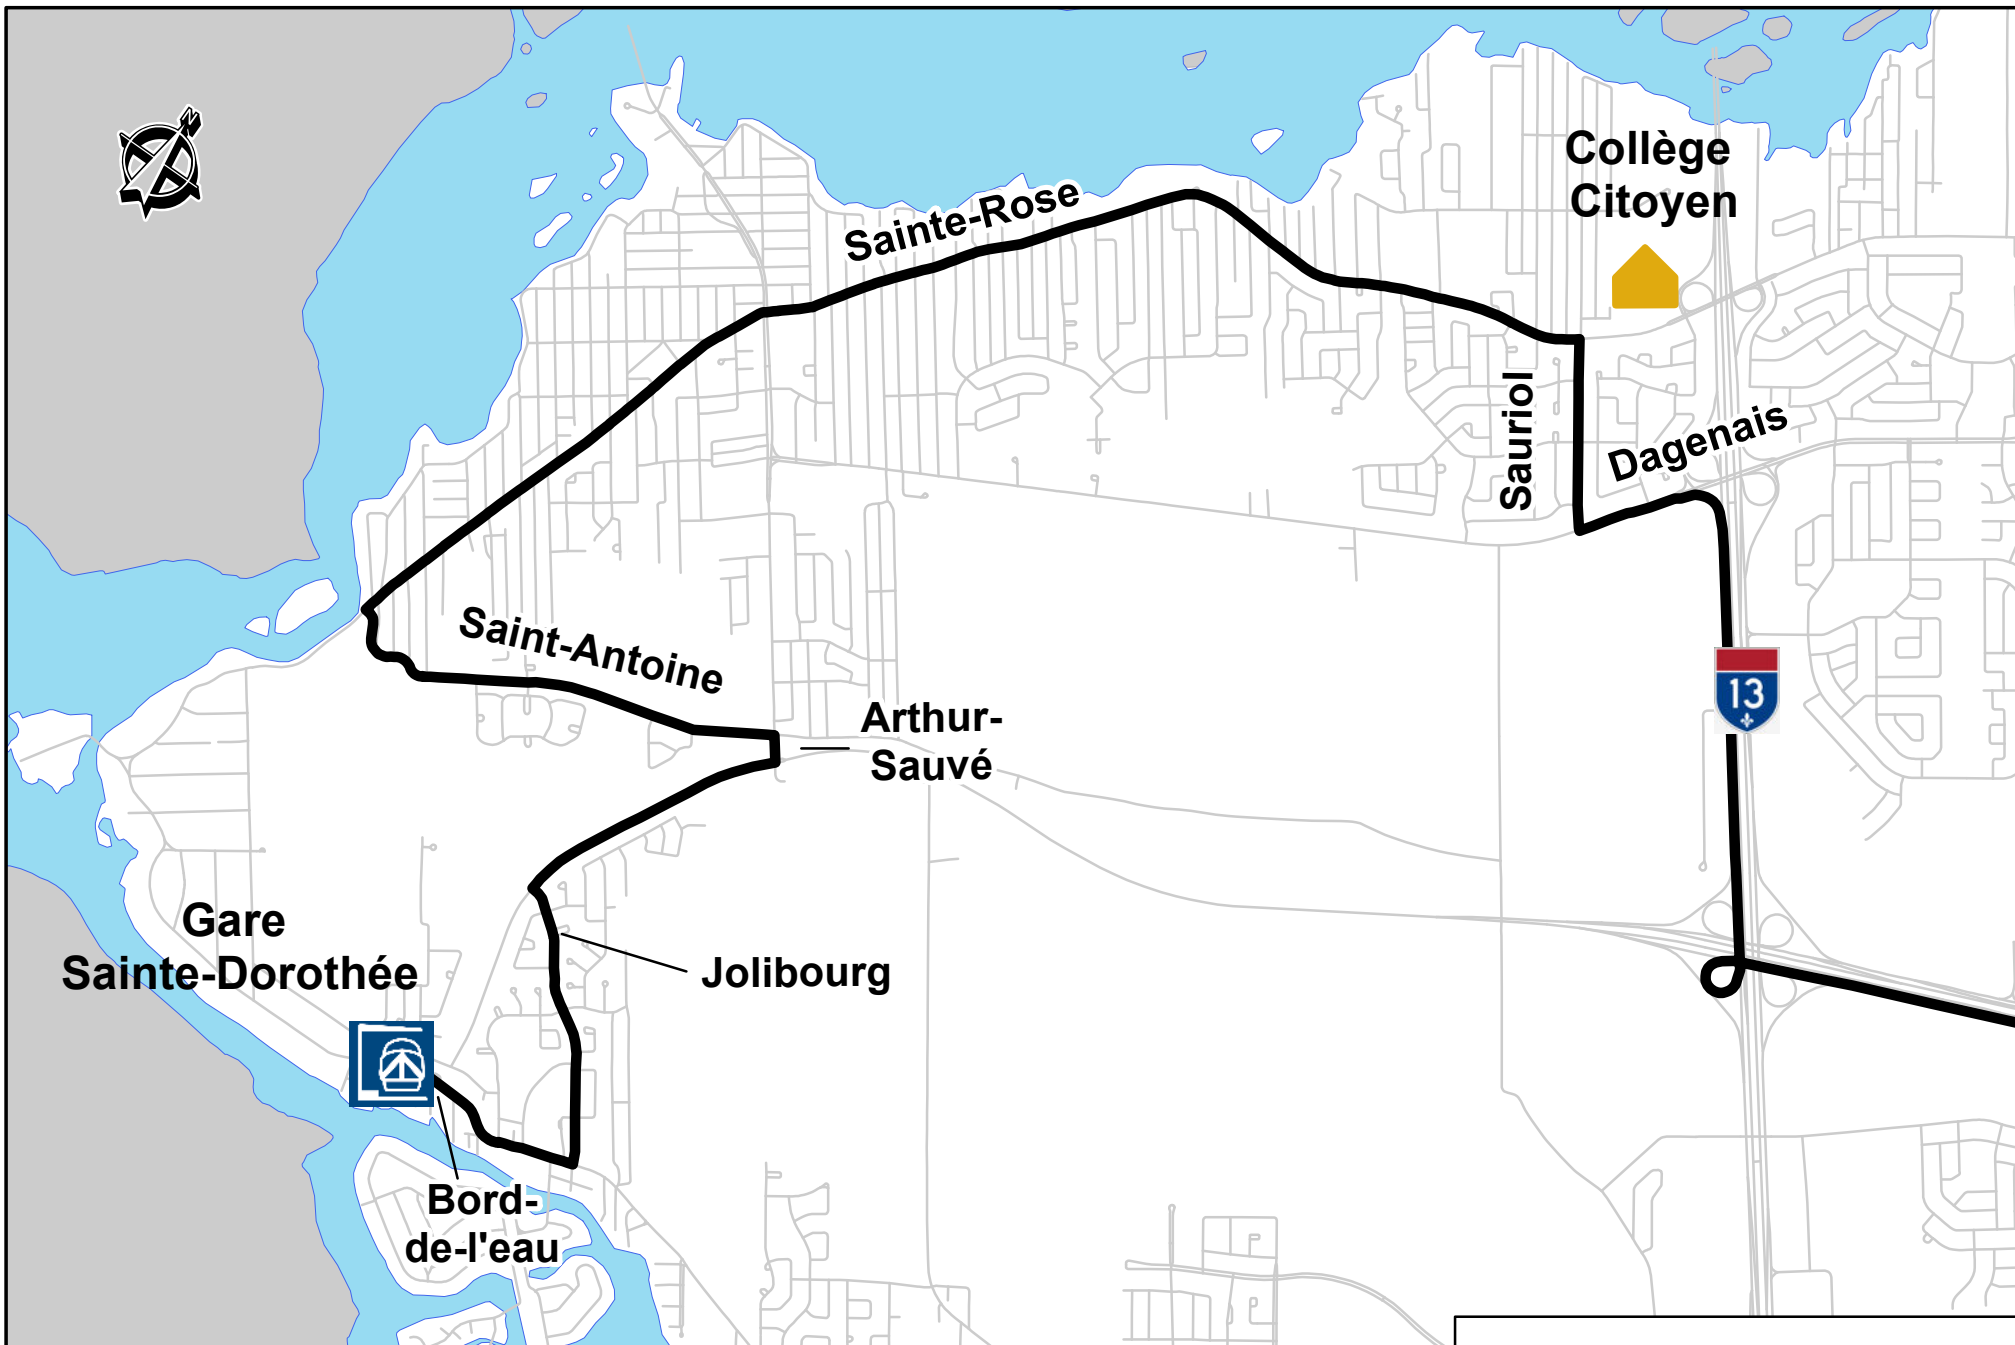 N
Collège
Citoyen
Sainte-Rose
Sauriol
Dagenais
Saint-Antoine
13
Arthur-
Sauvé
Gare
Sainte-Dorothée
Jolibourg
Bord-
de-l'eau